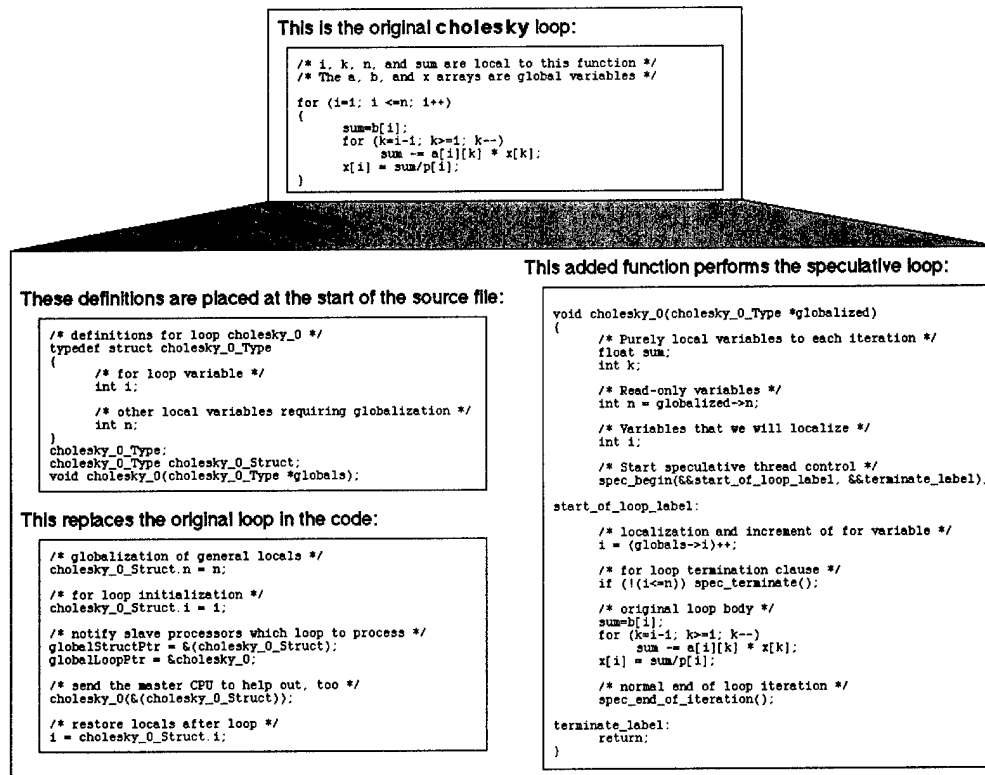 This is the original cholesky loop:
/* i, k, n, and sum are local to this function */
/* The a, b, and x arrays are global variables */
for (i=1; i <=n; i++)
{
sum=b[i];
for (k=i-1; k>=1; k--)
sum -= a[i][k] * x[k];
x[i] = sum/p[i];
}
These definitions are placed at the start of the source file:
/* definitions for loop cholesky_0 */
typedef struct cholesky_0_Type
{
/* for loop variable */
int i;
/* other local variables requiring globalization */
int n;
}
cholesky_0_Type;
cholesky_0_Type cholesky_0_Struct;
void cholesky_0(cholesky_0_Type *globals);
This replaces the original loop in the code:
/* globalization of general locals */
cholesky_0_Struct.n = n;
/* for loop initialization */
cholesky_0_Struct.i = 1;
/* notify slave processors which loop to process */
globalStructPtr = &(cholesky_0_Struct);
globalLoopPtr = &cholesky_0;
/* send the master CPU to help out, too */
cholesky_0(&(cholesky_0_Struct));
/* restore locals after loop */
i = cholesky_0_Struct.i;
This added function performs the speculative loop:
void cholesky_0(cholesky_0_Type *globalized)
{
/* Purely local variables to each iteration */
float sum;
int k;
/* Read-only variables */
int n = globalized->n;
/* Variables that we will localize */
int i;
/* Start speculative thread control */
spec_begin(&&start_of_loop_label, &&terminate_label);
start_of_loop_label:
/* localization and increment of for variable */
i = (globals->i)++;
/* for loop termination clause */
if (!(i<=n)) spec_terminate();
/* original loop body */
sum=b[i];
for (k=i-1; k>=1; k--)
sum -= a[i][k] * x[k];
x[i] = sum/p[i];
/* normal end of loop iteration */
spec_end_of_iteration();
terminate_label:
return;
}